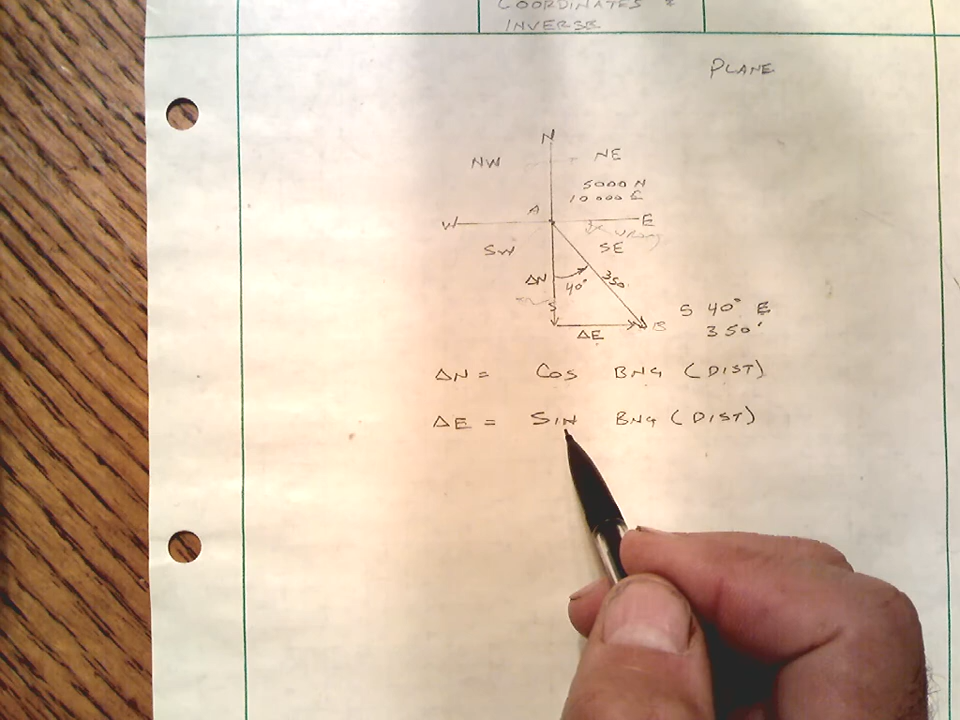 COORDINATES &
INVERSE
PLANE
N
NW
NE
5000 N
10 000 E
A
W
E
SW
SE
ΔN
40°
350'
S
B
ΔE
S 40° E
350'
ΔN = COS BNG (DIST)
ΔE = SIN BNG (DIST)